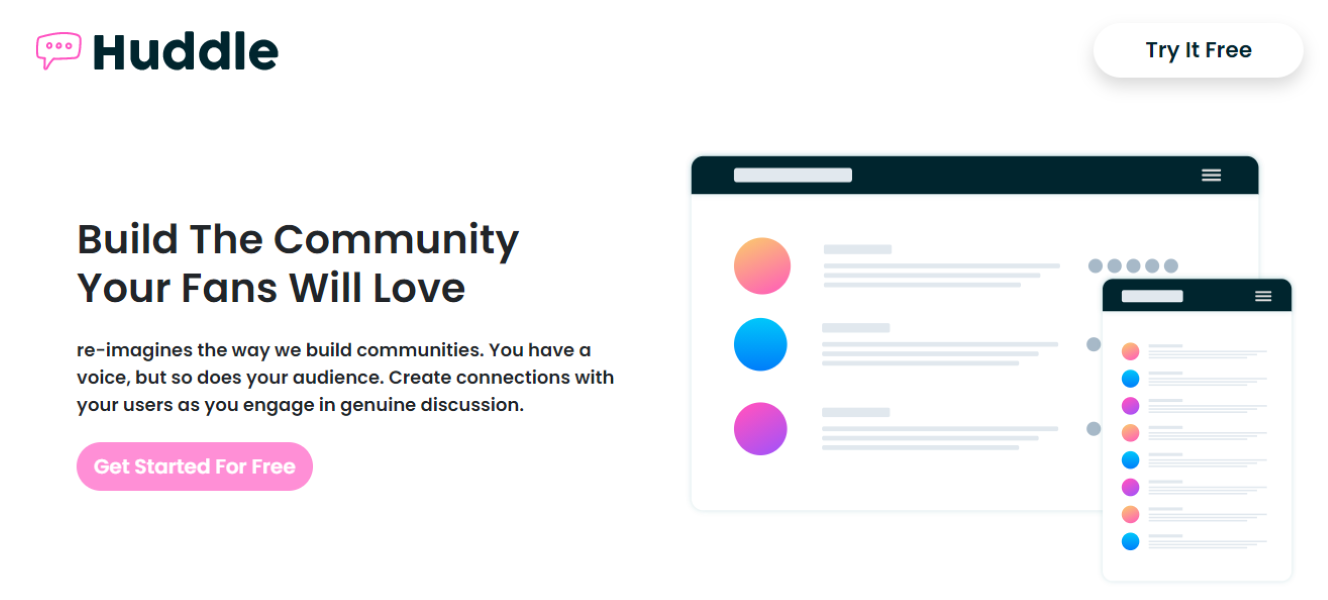 Huddle
Try It Free
Build The Community
Your Fans Will Love
re-imagines the way we build communities. You have a
voice, but so does your audience. Create connections with
your users as you engage in genuine discussion.
Get Started For Free